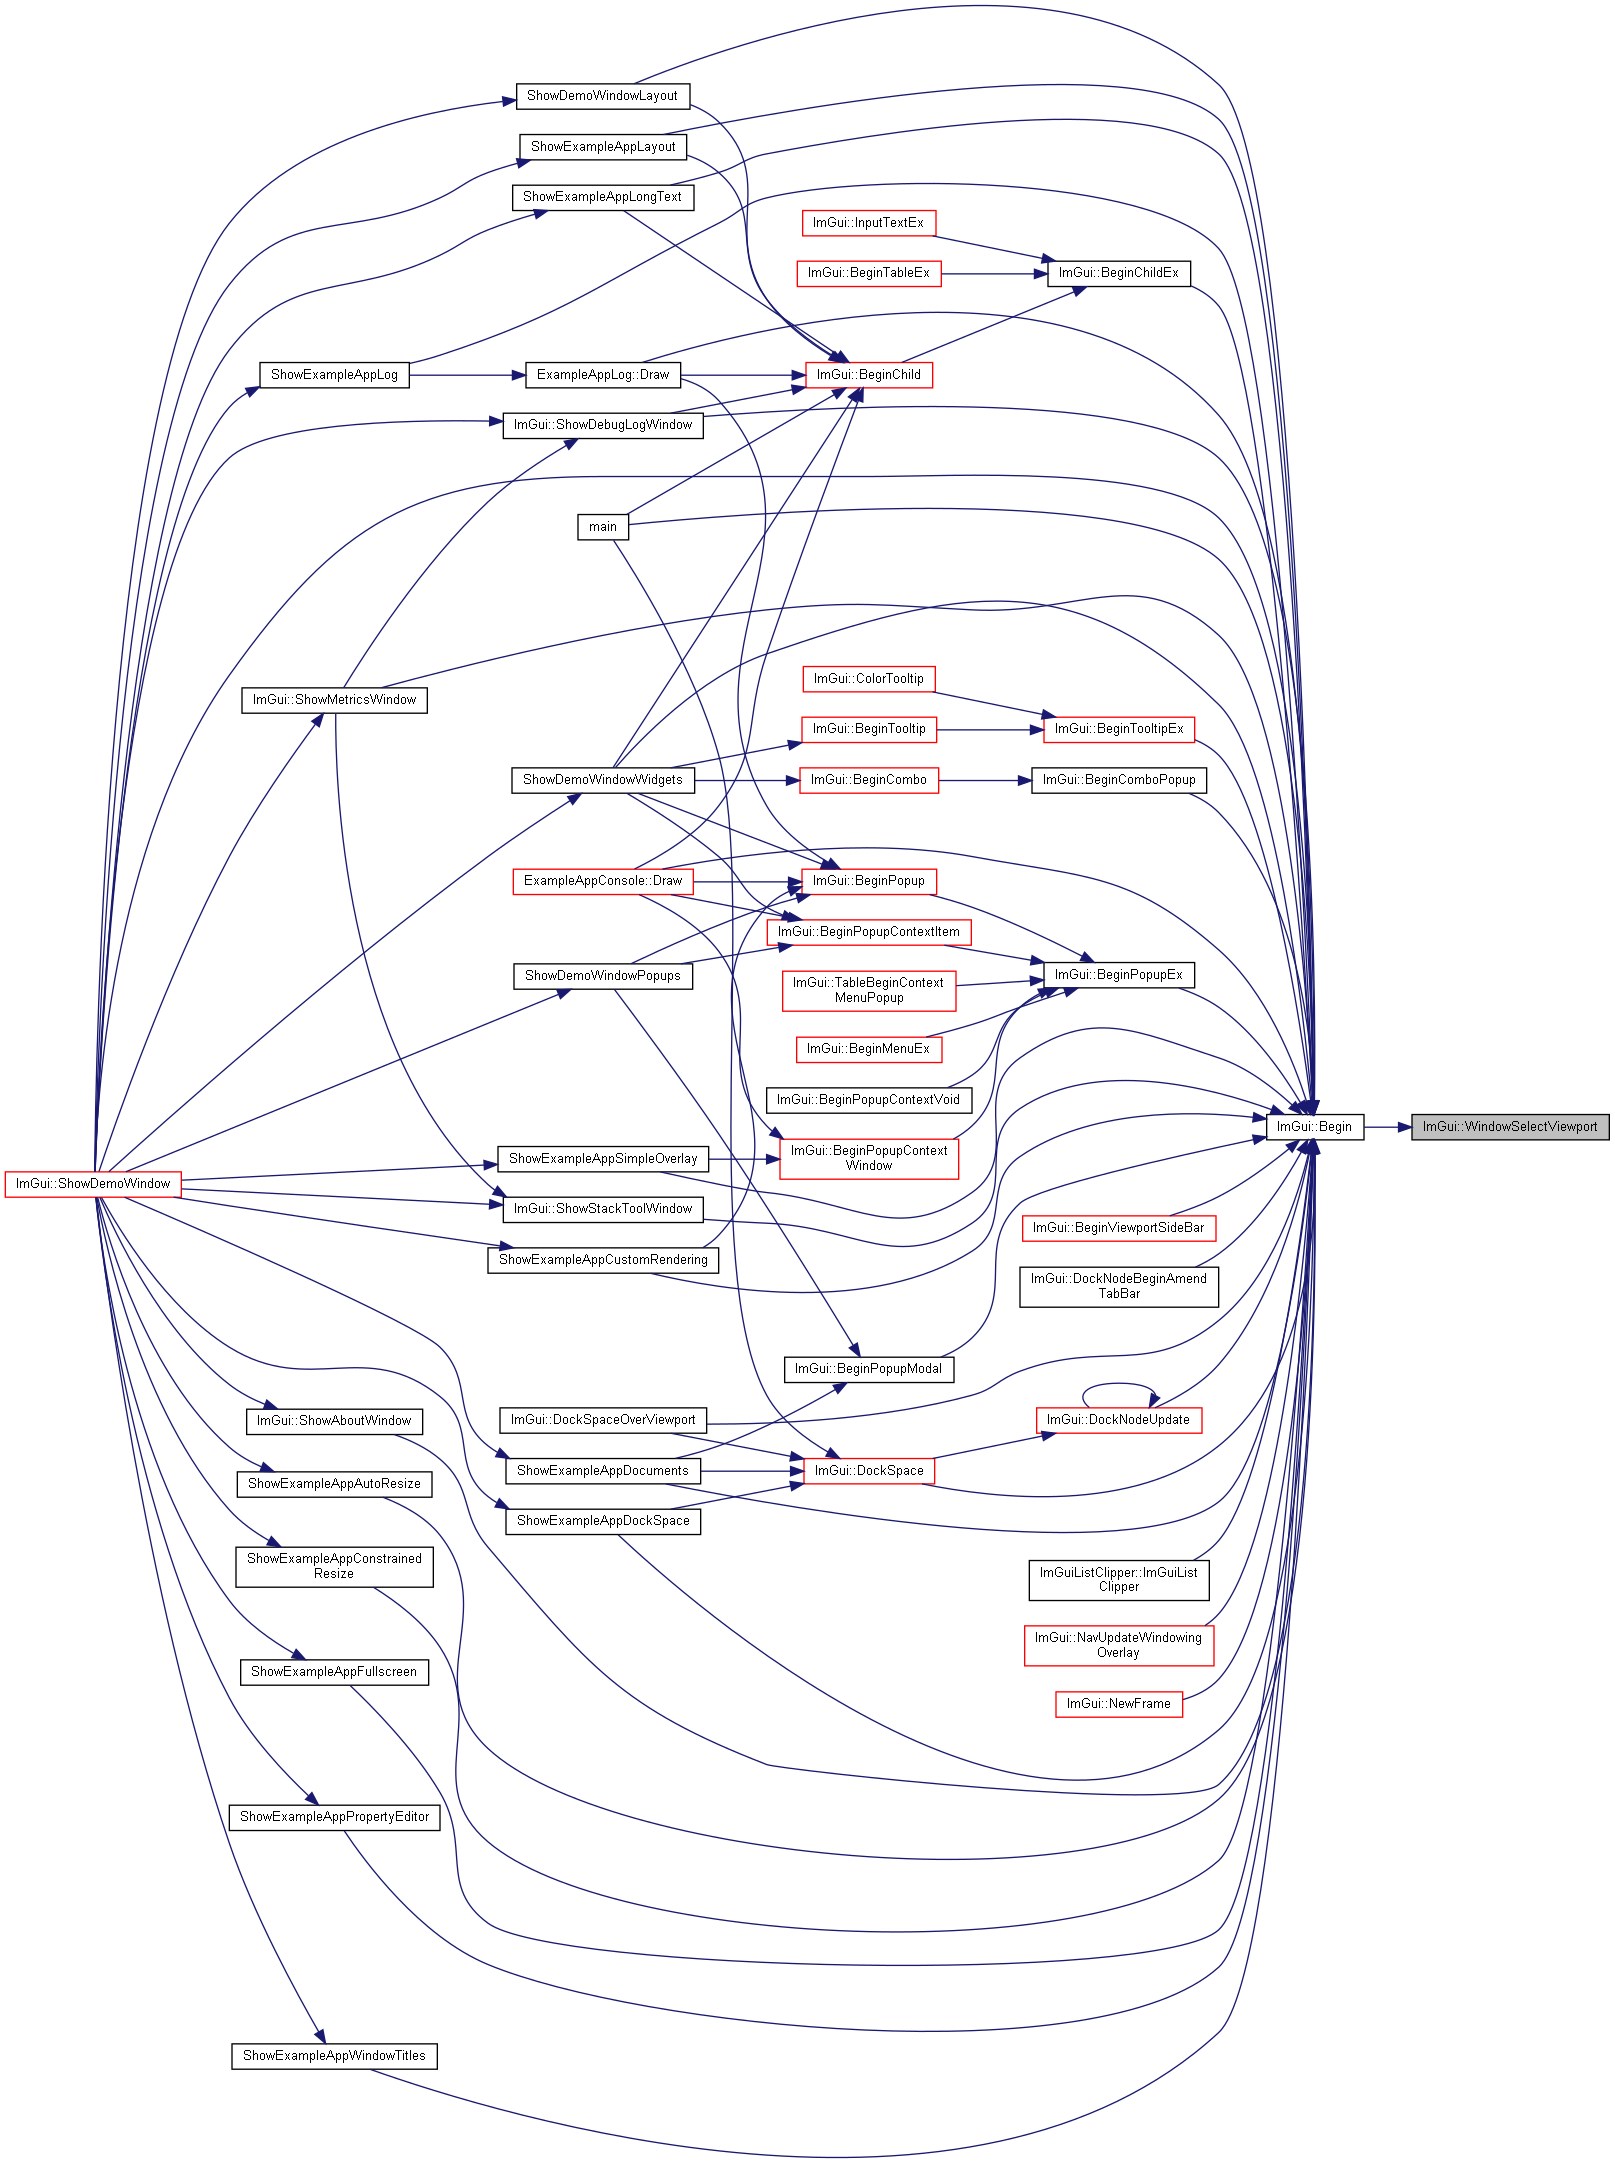 ShowDemoWindowLayout
ShowExampleAppLayout
ShowExampleAppLongText
ImGui::InputTextEx
ImGui::BeginTableEx
ImGui::BeginChildEx
ShowExampleAppLog
ExampleAppLog::Draw
ImGui::BeginChild
ImGui::ShowDebugLogWindow
main
ImGui::ShowMetricsWindow
ImGui::ColorTooltip
ImGui::BeginTooltip
ImGui::BeginTooltipEx
ShowDemoWindowWidgets
ImGui::BeginCombo
ImGui::BeginComboPopup
ExampleAppConsole::Draw
ImGui::BeginPopup
ImGui::BeginPopupContextItem
ShowDemoWindowPopups
ImGui::TableBeginContext
MenuPopup
ImGui::BeginPopupEx
ImGui::BeginMenuEx
ImGui::BeginPopupContextVoid
ImGui::Begin
ImGui::WindowSelectViewport
ImGui::ShowDemoWindow
ShowExampleAppSimpleOverlay
ImGui::BeginPopupContext
Window
ImGui::ShowStackToolWindow
ImGui::BeginViewportSideBar
ShowExampleAppCustomRendering
ImGui::DockNodeBeginAmend
TabBar
ImGui::BeginPopupModal
ImGui::ShowAboutWindow
ImGui::DockSpaceOverViewport
ImGui::DockNodeUpdate
ShowExampleAppDocuments
ImGui::DockSpace
ShowExampleAppAutoResize
ShowExampleAppDockSpace
ShowExampleAppConstrained
Resize
ImGuiListClipper::ImGuiList
Clipper
ImGui::NavUpdateWindowing
Overlay
ShowExampleAppFullscreen
ImGui::NewFrame
ShowExampleAppPropertyEditor
ShowExampleAppWindowTitles